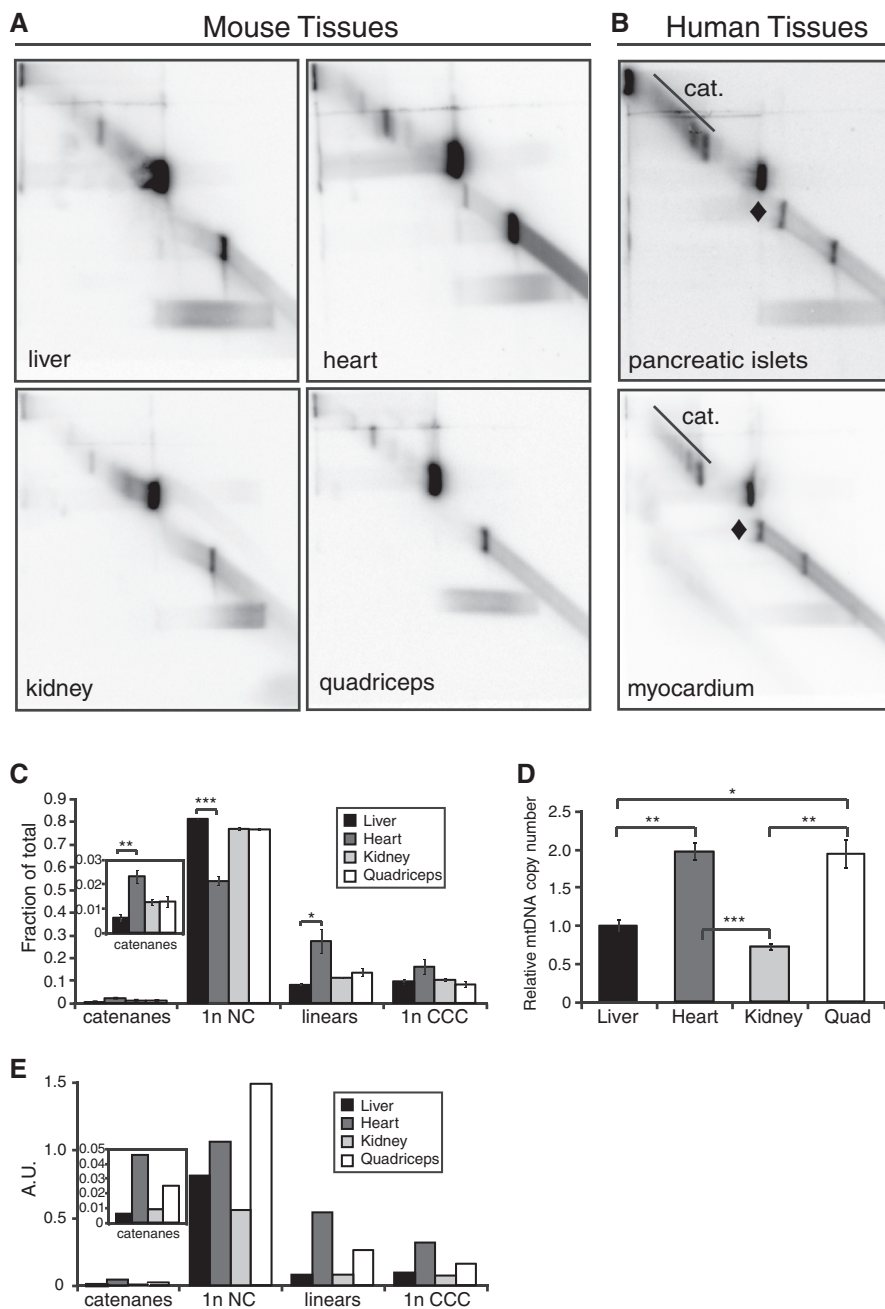 A Mouse Tissues
B Human Tissues
liver
heart
cat.
pancreatic islets
kidney
quadriceps
cat.
myocardium
C
Fraction of total
0.9
0.8
0.7
0.6
0.5
0.4
0.3
0.2
0.1
0
**
***
*
0.03
0.02
0.01
0
catenanes
Liver
Heart
Kidney
Quadriceps
catenanes 1n NC linears 1n CCC
D
Relative mtDNA copy number
2.5
2.0
1.5
1.0
0.5
0
*
**
**
***
Liver Heart Kidney Quad
E
A.U.
1.5
1.0
0.5
0
0.05
0.04
0.03
0.02
0.01
0
catenanes
Liver
Heart
Kidney
Quadriceps
catenanes 1n NC linears 1n CCC